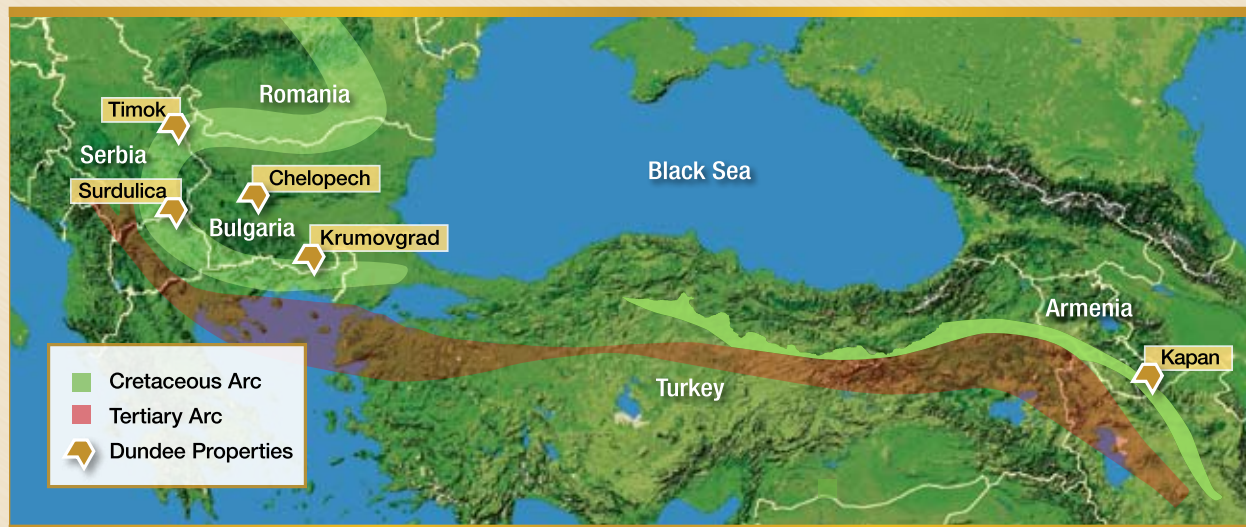 Romania
Timok
Serbia
Black Sea
Chelopech
Surdulica
Bulgaria
Krumovgrad
Armenia
Kapan
Turkey
Cretaceous Arc
Tertiary Arc
Dundee Properties